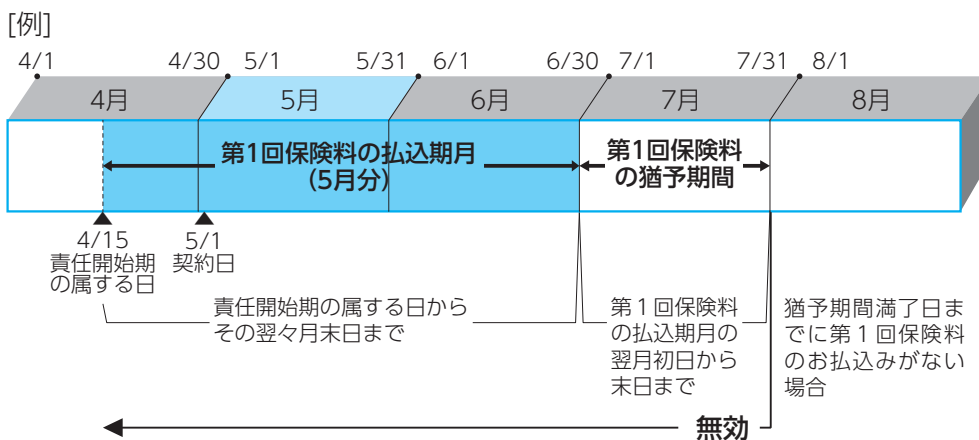 [例]
4/1 4/30 5/1 5/31 6/1 6/30 7/1 7/31 8/1
4月 5月 6月 7月 8月
第1回保険料の払込期月
(5月分)
第1回保険料
の猶予期間
4/15
責任開始期
の属する日
5/1
契約日
責任開始期の属する日から
その翌々月末日まで
第1回保険料
の払込期月の
翌月初日から
末日まで
猶予期間満了日ま
でに第1回保険料
のお払込みがない
場合
無効